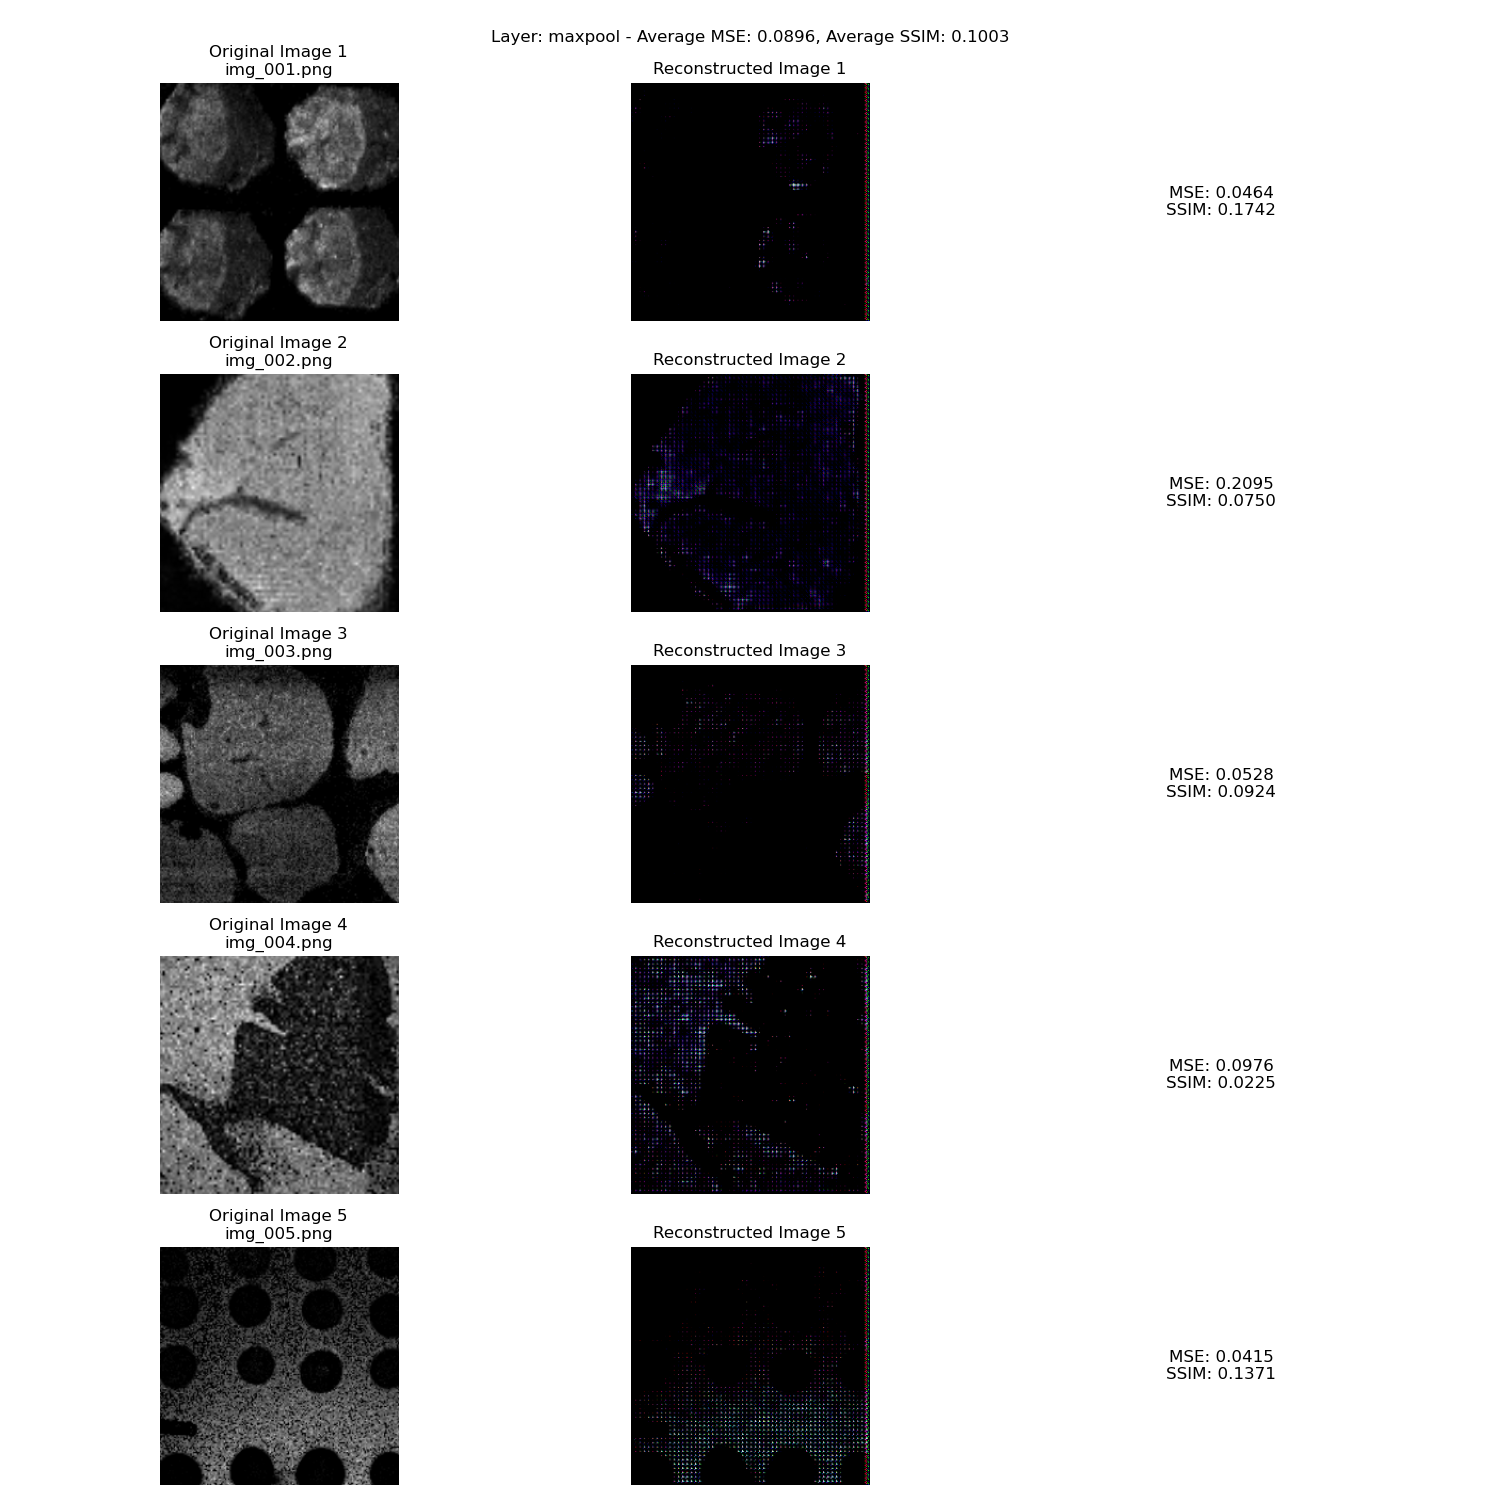 Layer: maxpool - Average MSE: 0.0896, Average SSIM: 0.1003
Original Image 1
img_001.png
Reconstructed Image 1
MSE: 0.0464
SSIM: 0.1742
Original Image 2
img_002.png
Reconstructed Image 2
MSE: 0.2095
SSIM: 0.0750
Original Image 3
img_003.png
Reconstructed Image 3
MSE: 0.0528
SSIM: 0.0924
Original Image 4
img_004.png
Reconstructed Image 4
MSE: 0.0976
SSIM: 0.0225
Original Image 5
img_005.png
Reconstructed Image 5
MSE: 0.0415
SSIM: 0.1371